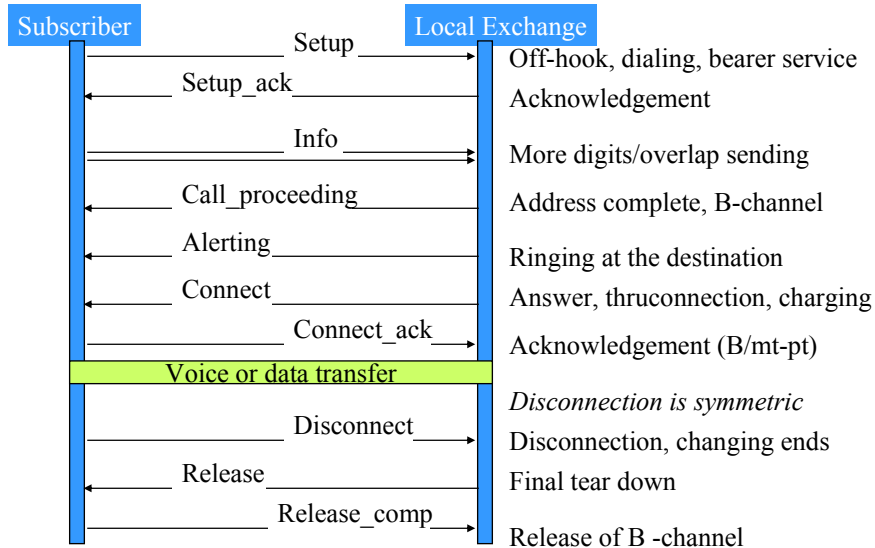 Subscriber
Local Exchange
Setup
Off-hook, dialing, bearer service
Setup_ack
Acknowledgement
Info
More digits/overlap sending
Call_proceeding
Address complete, B-channel
Alerting
Ringing at the destination
Connect
Answer, thruconnection, charging
Connect_ack
Acknowledgement (B/mt-pt)
Voice or data transfer
Disconnection is symmetric
Disconnect
Disconnection, changing ends
Release
Final tear down
Release_comp
Release of B -channel